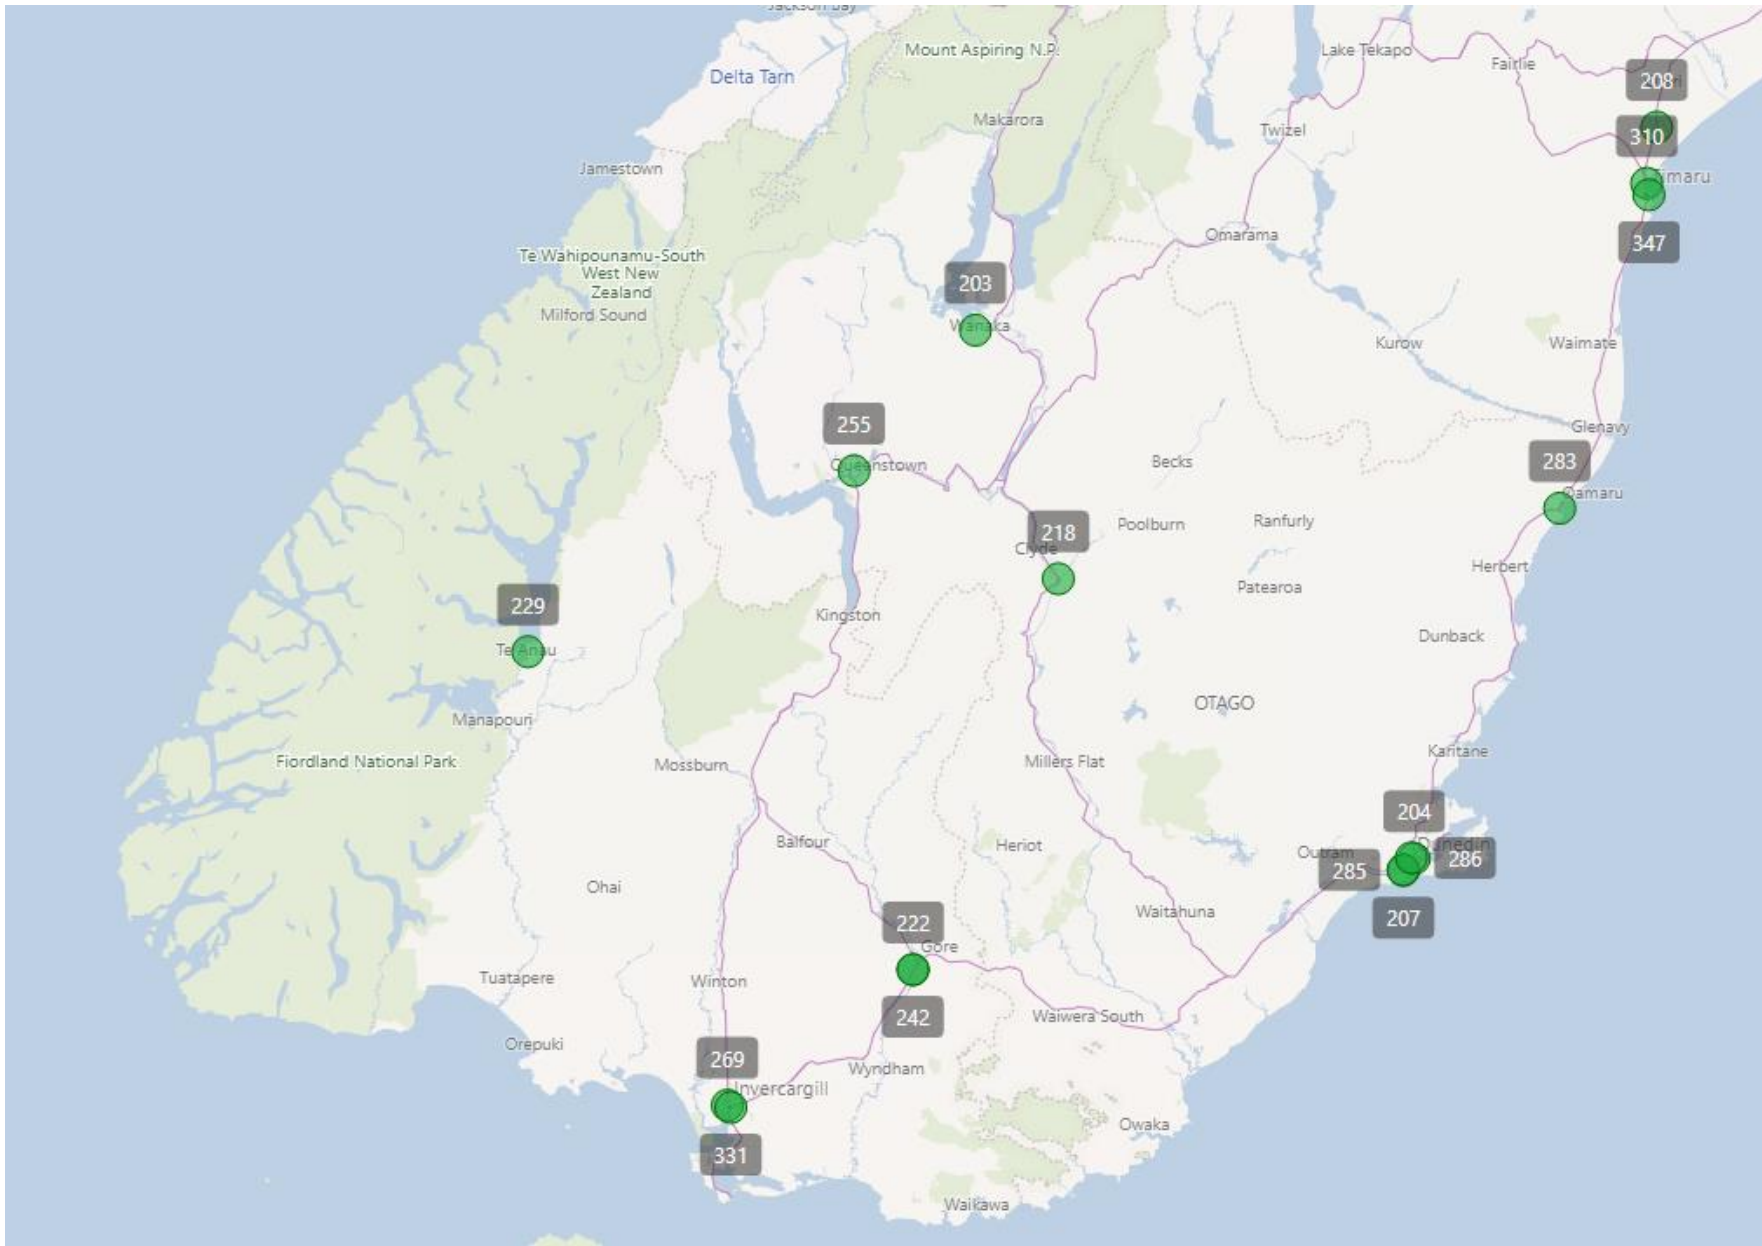 Jackson Bay
Mount Aspiring N.P.
Lake Tekapo
Fairlie
Delta Tarn
208
Makarora
Twizel
310
Jamestown
Timaru
Omarama
347
Te Wahipounamu-South
West New
Zealand
Milford Sound
203
Wanaka
Kurow
Waimate
255
Glenavy
Queenstown
Becks
283
Oamaru
218
Poolburn
Ranfurly
Clyde
Herbert
Patearoa
229
Kingston
Te Anau
Dunback
OTAGO
Manapouri
Karitane
Fiordland National Park
Mossburn
Millers Flat
204
Balfour
Heriot
Outram
Dunedin
285
286
Ohai
Waitahuna
207
222
Gore
Tuatapere
Winton
242
Waiwera South
Orepuki
269
Wyndham
Invercargill
Owaka
331
Waikawa